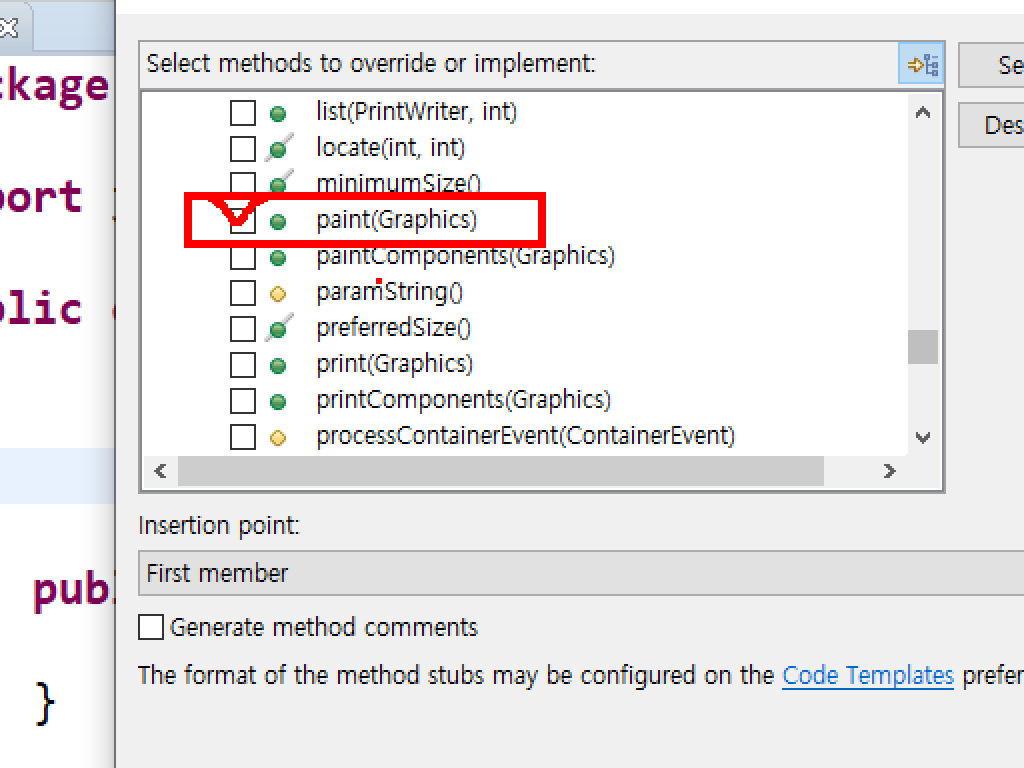 ckage
port
olic
publ
}
Select methods to override or implement:
list(PrintWriter, int)
locate(int, int)
minimumSize()
paint(Graphics)
paintComponents(Graphics)
paramString()
preferredSize()
print(Graphics)
printComponents(Graphics)
processContainerEvent(ContainerEvent)
Se
Des
Insertion point:
First member
Generate method comments
The format of the method stubs may be configured on the Code Templates prefer